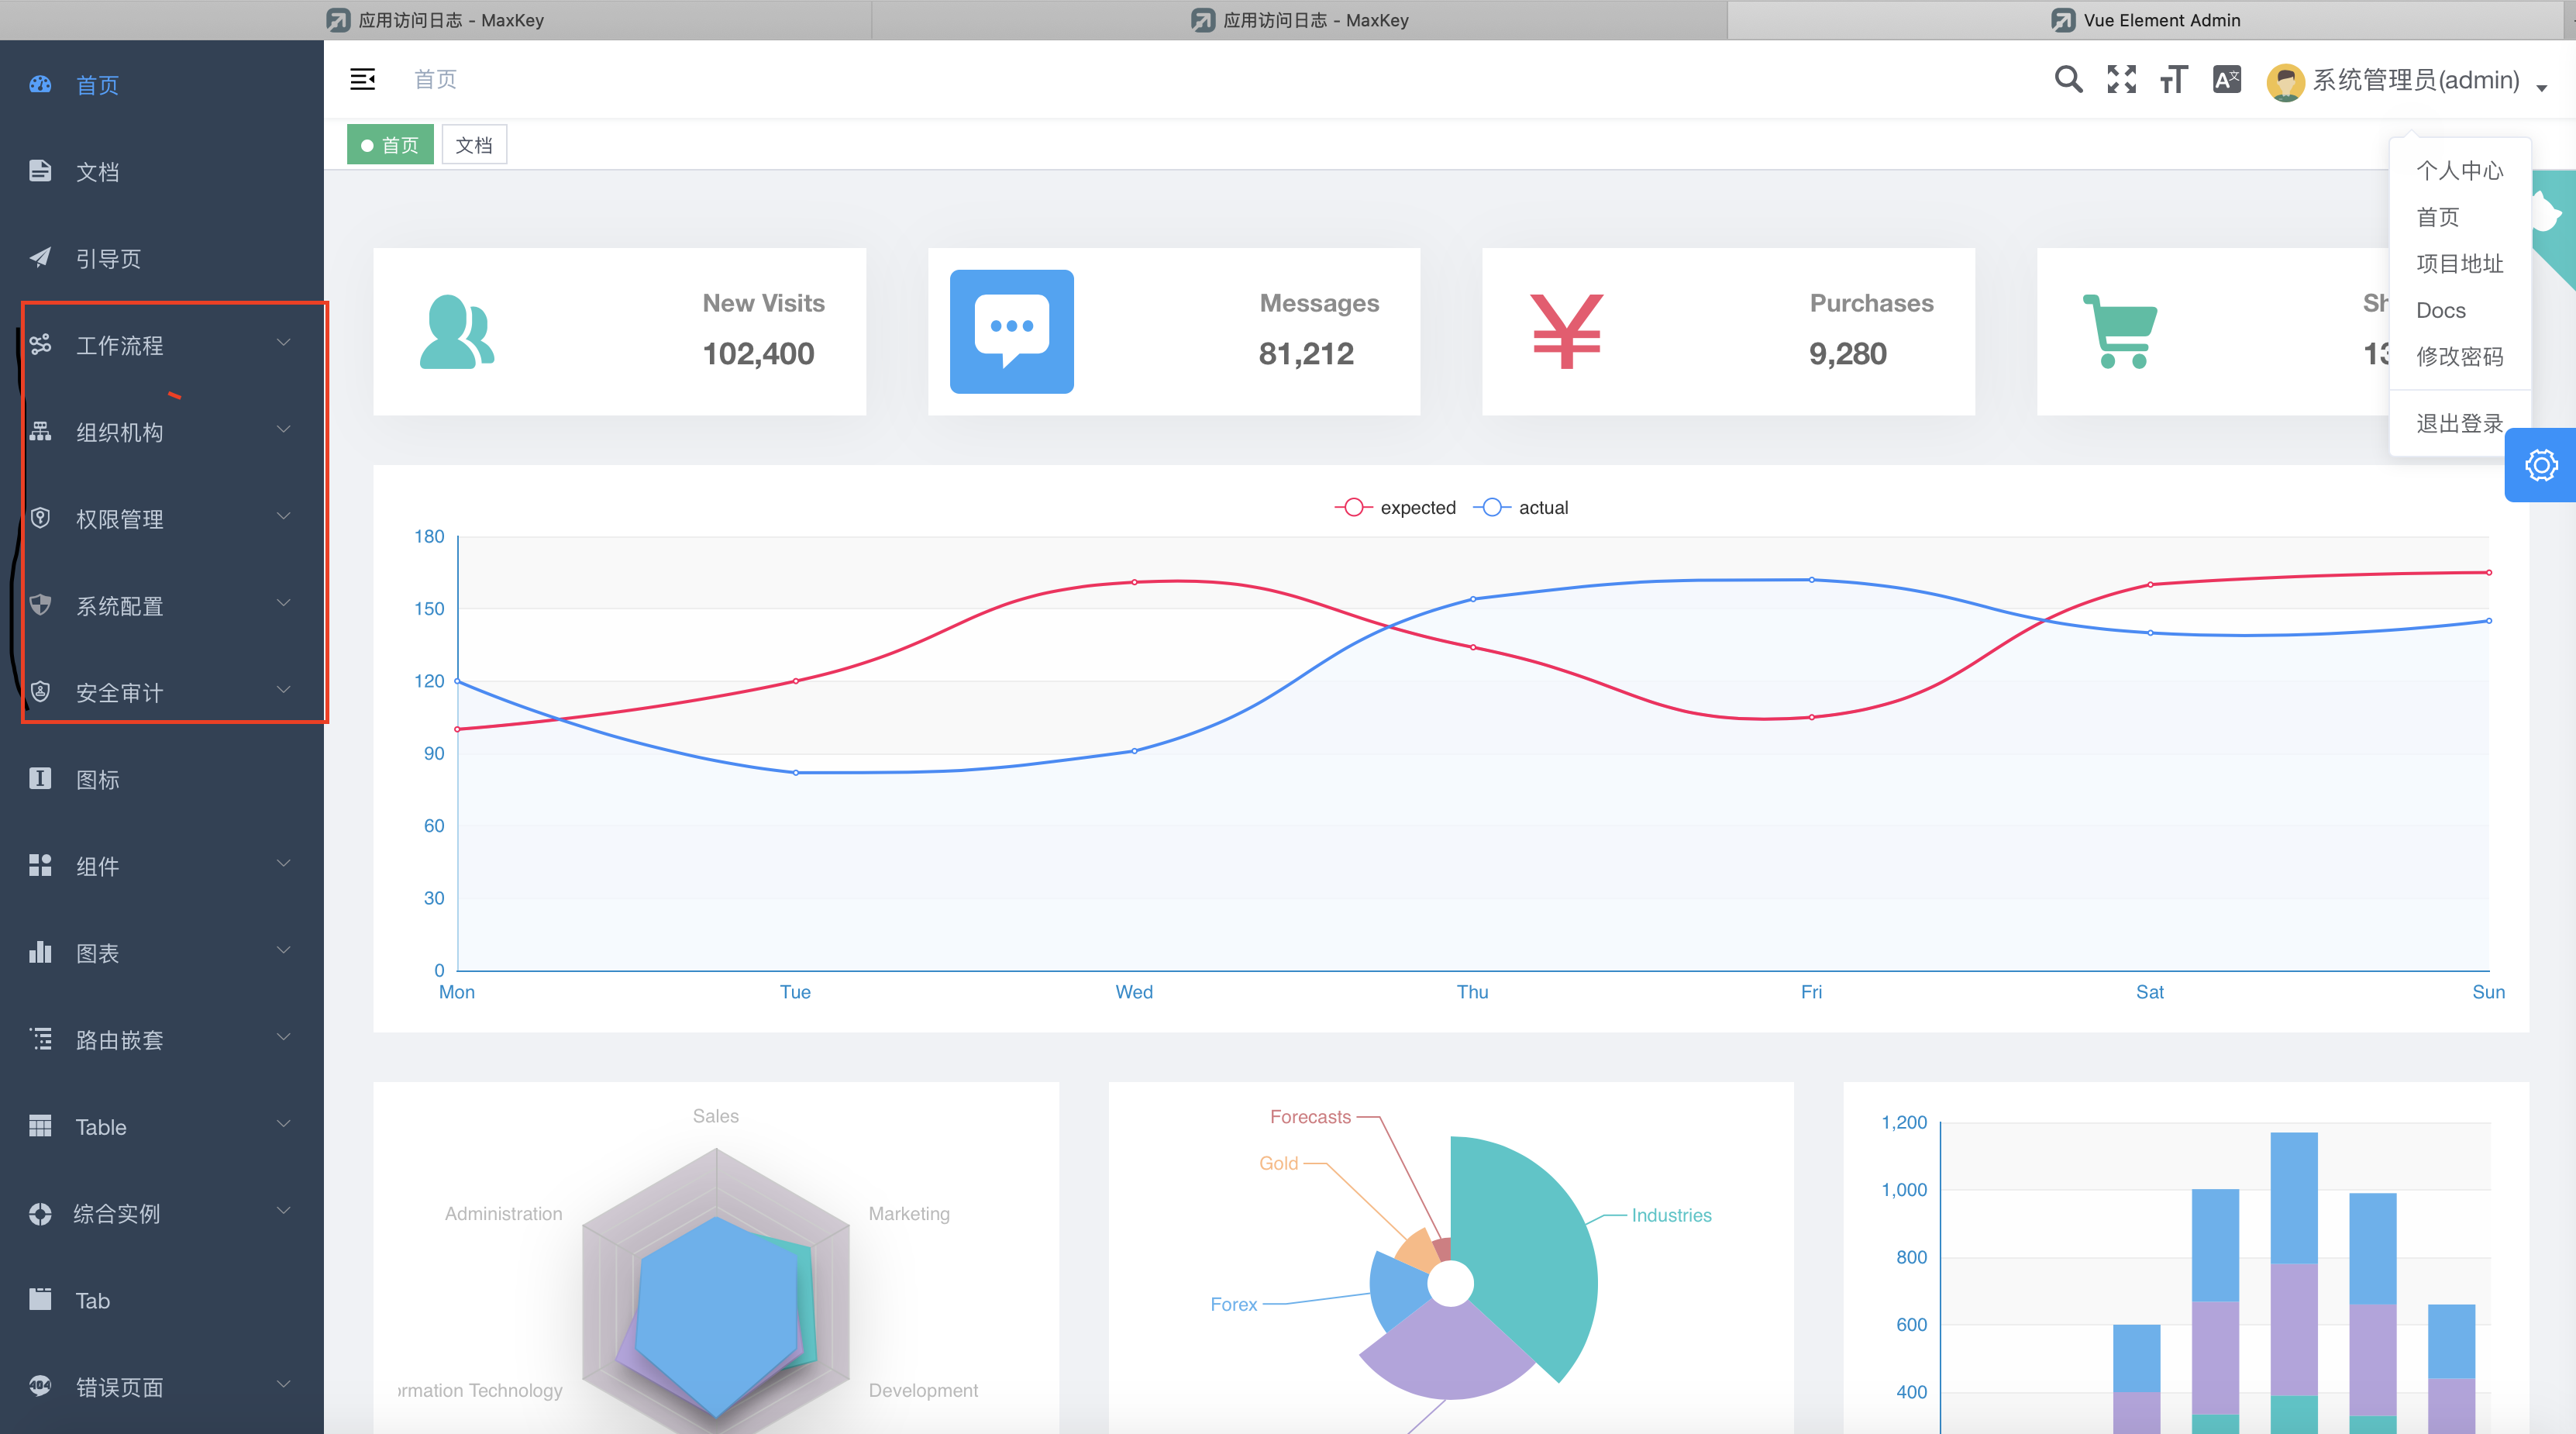 应用访问日志 - MaxKey
应用访问日志 - MaxKey
Vue Element Admin
首页
文档
引导页
工作流程
组织机构
权限管理
系统配置
安全审计
图标
组件
图表
路由嵌套
Table
综合实例
Tab
404
错误页面
首页
系统管理员(admin)
首页
文档
个人中心
首页
项目地址
Docs
修改密码
退出登录
New Visits
102,400
Messages
81,212
Purchases
9,280
Sh
13
expected
actual
180
150
120
90
60
30
0
Mon Tue Wed Thu Fri Sat Sun
Sales
Administration
Marketing
ormation Technology
Development
Forecasts
Gold
Industries
Forex
1,200
1,000
800
600
400